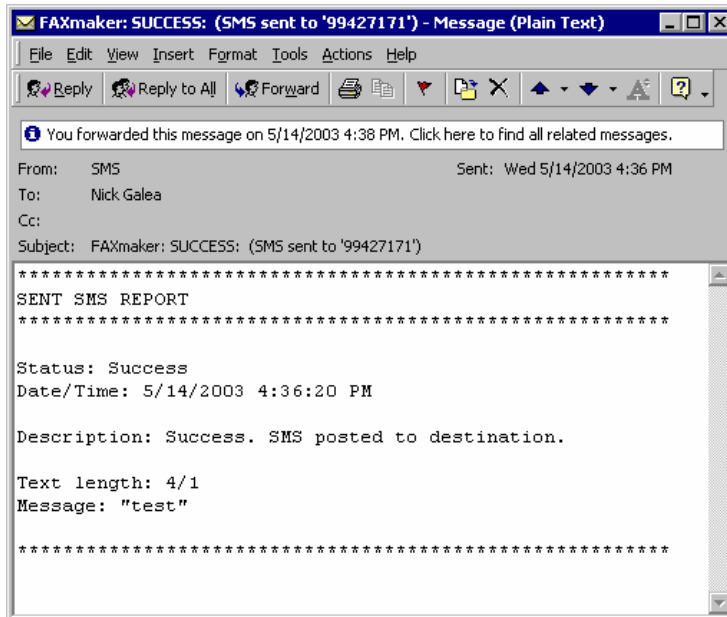 FAXmaker: SUCCESS: (SMS sent to '99427171') - Message (Plain Text)
File Edit View Insert Format Tools Actions Help
Reply Reply to All Forward
You forwarded this message on 5/14/2003 4:38 PM. Click here to find all related messages.
From: SMS Sent: Wed 5/14/2003 4:36 PM
To: Nick Galea
Cc:
Subject: FAXmaker: SUCCESS: (SMS sent to '99427171')
*********************************************************
SENT SMS REPORT
*********************************************************
Status: Success
Date/Time: 5/14/2003 4:36:20 PM
Description: Success. SMS posted to destination.
Text length: 4/1
Message: "test"
*********************************************************